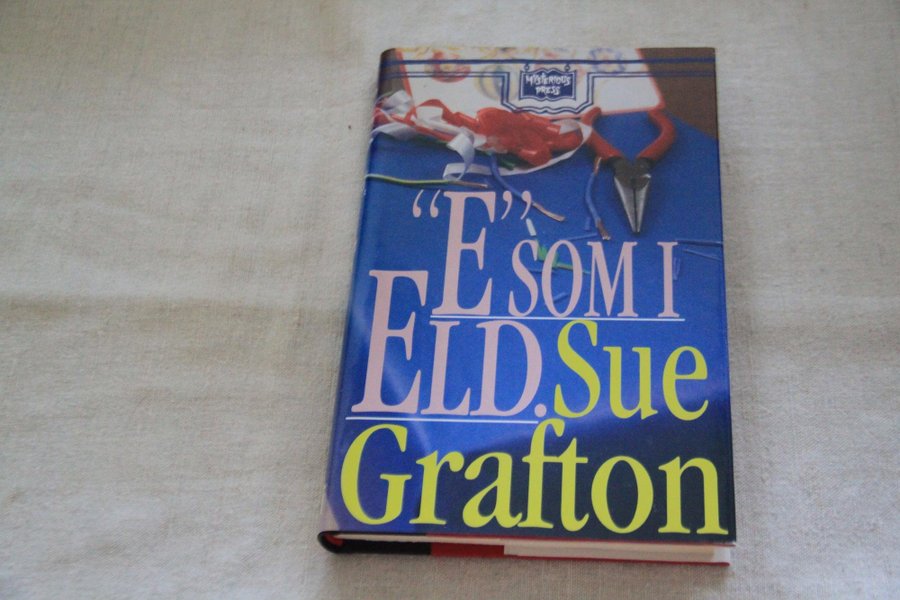 MYSTERIOUS
PRESS
“E” SOM I
ELD. Sue
Grafton